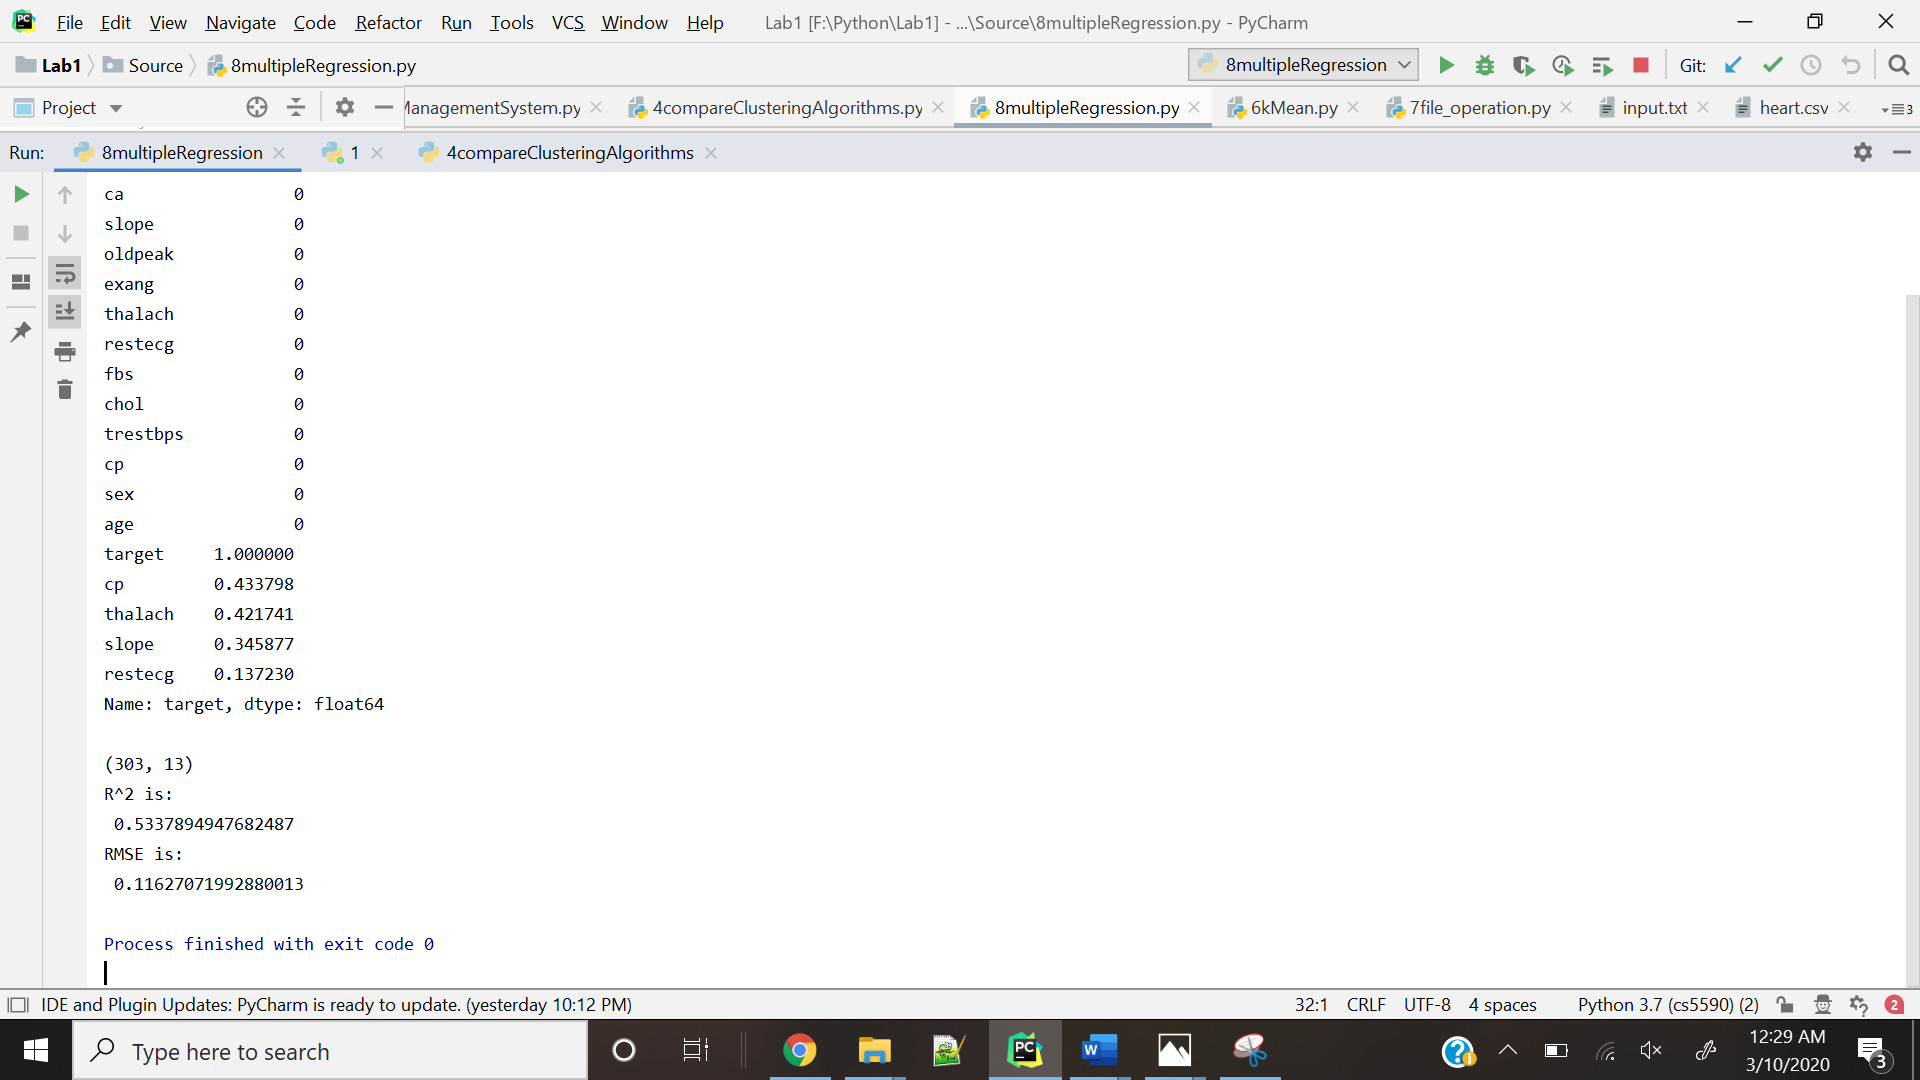 File Edit View Navigate Code Refactor Run Tools VCS Window Help Lab1 [F:\Python\Lab1] - ...\Source\8multipleRegression.py - PyCharm
Lab1 Source 8multipleRegression.py 8multipleRegression Git:
Project ManagementSystem.py 4compareClusteringAlgorithms.py 8multipleRegression.py 6kMean.py 7file_operation.py input.txt heart.csv 3
Run: 8multipleRegression 1 4compareClusteringAlgorithms
ca 0
slope 0
oldpeak 0
exang 0
thalach 0
restecg 0
fbs 0
chol 0
trestbps 0
cp 0
sex 0
age 0
target 1.000000
cp 0.433798
thalach 0.421741
slope 0.345877
restecg 0.137230
Name: target, dtype: float64
(303, 13)
R^2 is:
0.5337894947682487
RMSE is:
0.11627071992880013
Process finished with exit code 0
IDE and Plugin Updates: PyCharm is ready to update. (yesterday 10:12 PM) 32:1 CRLF UTF-8 4 spaces Python 3.7 (cs5590) (2) 2
Type here to search
12:29 AM
3/10/2020
3